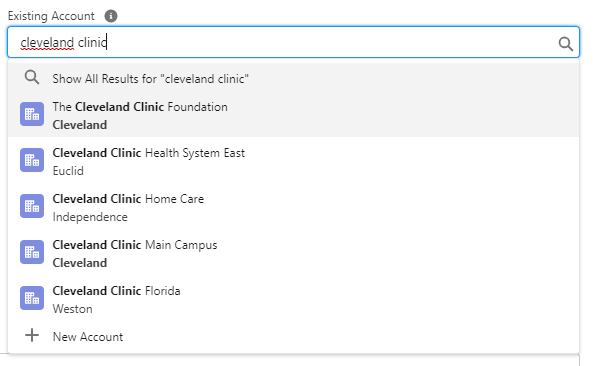 Existing Account
cleveland clinic
Show All Results for "cleveland clinic"
The Cleveland Clinic Foundation
Cleveland
Cleveland Clinic Health System East
Euclid
Cleveland Clinic Home Care
Independence
Cleveland Clinic Main Campus
Cleveland
Cleveland Clinic Florida
Weston
New Account